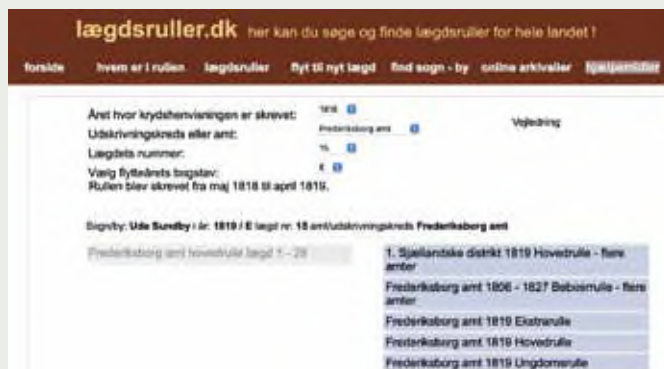 lægdsruller.dk her kan du søge og finde lægdsruller for hele landet !
forside hvem er i rullen lægdsruller flyt til nyt lægd find sogn - by online arkivalier hjælpemidler
Året hvor krydshenvisningen er skrevet: 1818
Vejledning
Udskrivningskreds eller amt: Frederiksborg amt
Lægdets nummer: 15
Vælg flytteårets bogstav: E
Rullen blev skrevet fra maj 1818 til april 1819.
Sogn/by: Ude Sundby i år: 1819 / E lægd nr: 15 amt/udskrivningskreds Frederiksborg amt
Frederiksborg amt hovedrulle lægd 1 - 28
1. Sjællandske distrikt 1819 Hovedrulle - flere
amter
Frederiksborg amt 1806 - 1827 - flere
amter
Frederiksborg amt 1819 Ekstrarulle
Frederiksborg amt 1819 Hovedrulle
Frederiksborg amt 1819 Ungdomsrulle